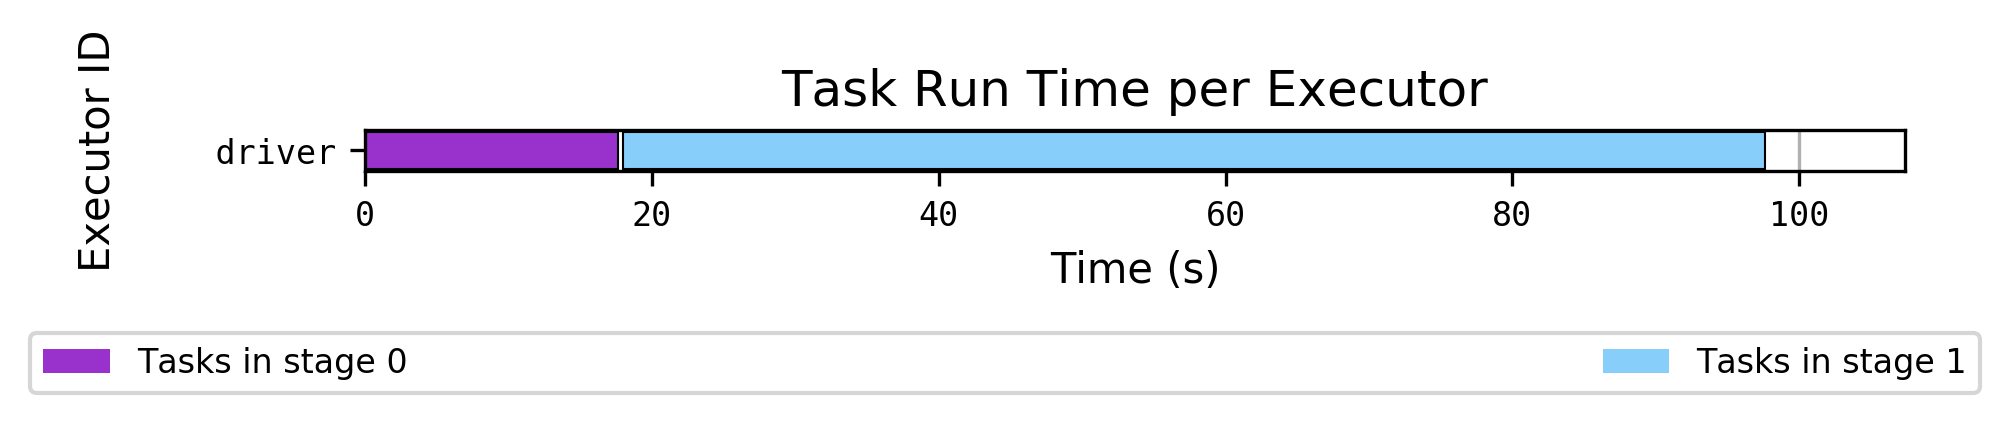 Task Run Time per Executor
Executor ID
driver
0 20 40 60 80 100
Time (s)
Tasks in stage 0
Tasks in stage 1